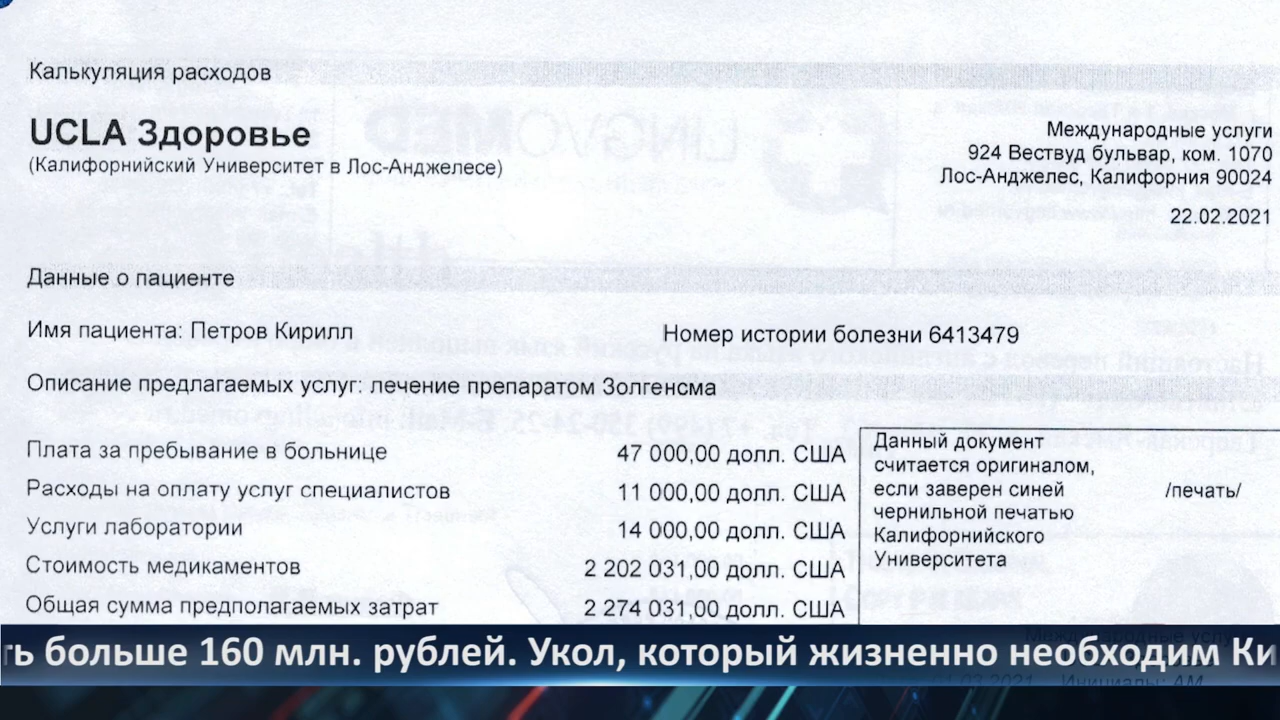 Калькуляция расходов
UCLA Здоровье
(Калифорнийский Университет в Лос-Анджелесе)
Международные услуги
924 Вествуд бульвар, ком. 1070
Лос-Анджелес, Калифорния 90024
22.02.2021
Данные о пациенте
Имя пациента: Петров Кирилл
Номер истории болезни 6413479
Описание предлагаемых услуг: лечение препаратом Золгенсма
Плата за пребывание в больнице 47 000,00 долл. США
Расходы на оплату услуг специалистов 11 000,00 долл. США
Услуги лаборатории 14 000,00 долл. США
Стоимость медикаментов 2 202 031,00 долл. США
Общая сумма предполагаемых затрат 2 274 031,00 долл. США
Данный документ
считается оригиналом,
если заверен синей
чернильной печатью
Калифорнийского
Университета
/печать/
ть больше 160 млн. рублей. Укол, который жизненно необходим Ки